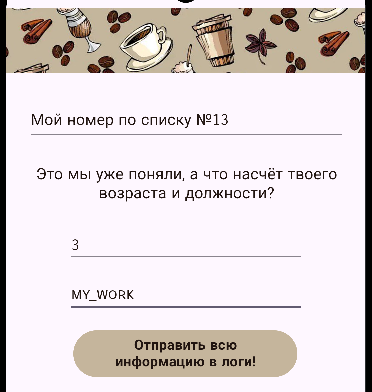 Мой номер по списку №13
Это мы уже поняли, а что насчёт твоего
возраста и должности?
3
MY_WORK
Отправить всю
информацию в логи!